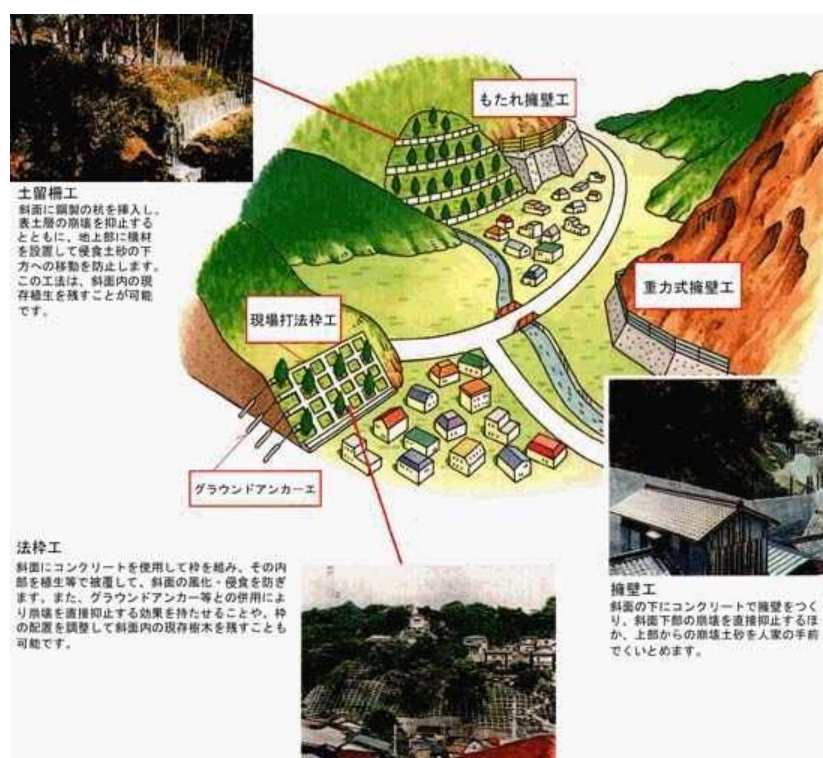 もたれ擁壁工
土留柵工
斜面に鋼製の杭を挿入し、
表土層の崩壊を抑止する
とともに、地上部に横材
を設置して侵食土砂の下
方への移動を防止します。
この工法は、斜面内の現
存植生を残すことが可能
です。
重力式擁壁工
現場打法枠工
グラウンドアンカー工
法枠工
斜面にコンクリートを使用して枠を組み、その内
部を植生等で被覆して、斜面の風化・侵食を防ぎ
ます。また、グラウンドアンカー等との併用によ
り崩壊を直接抑止する効果を持たせることや、枠
の配置を調整して斜面内の現存樹木を残すことも
可能です。
擁壁工
斜面の下にコンクリートで擁壁をつく
り、斜面下部の崩壊を直接抑止するほ
か、上部からの崩壊土砂を人家の手前
でくいとめます。